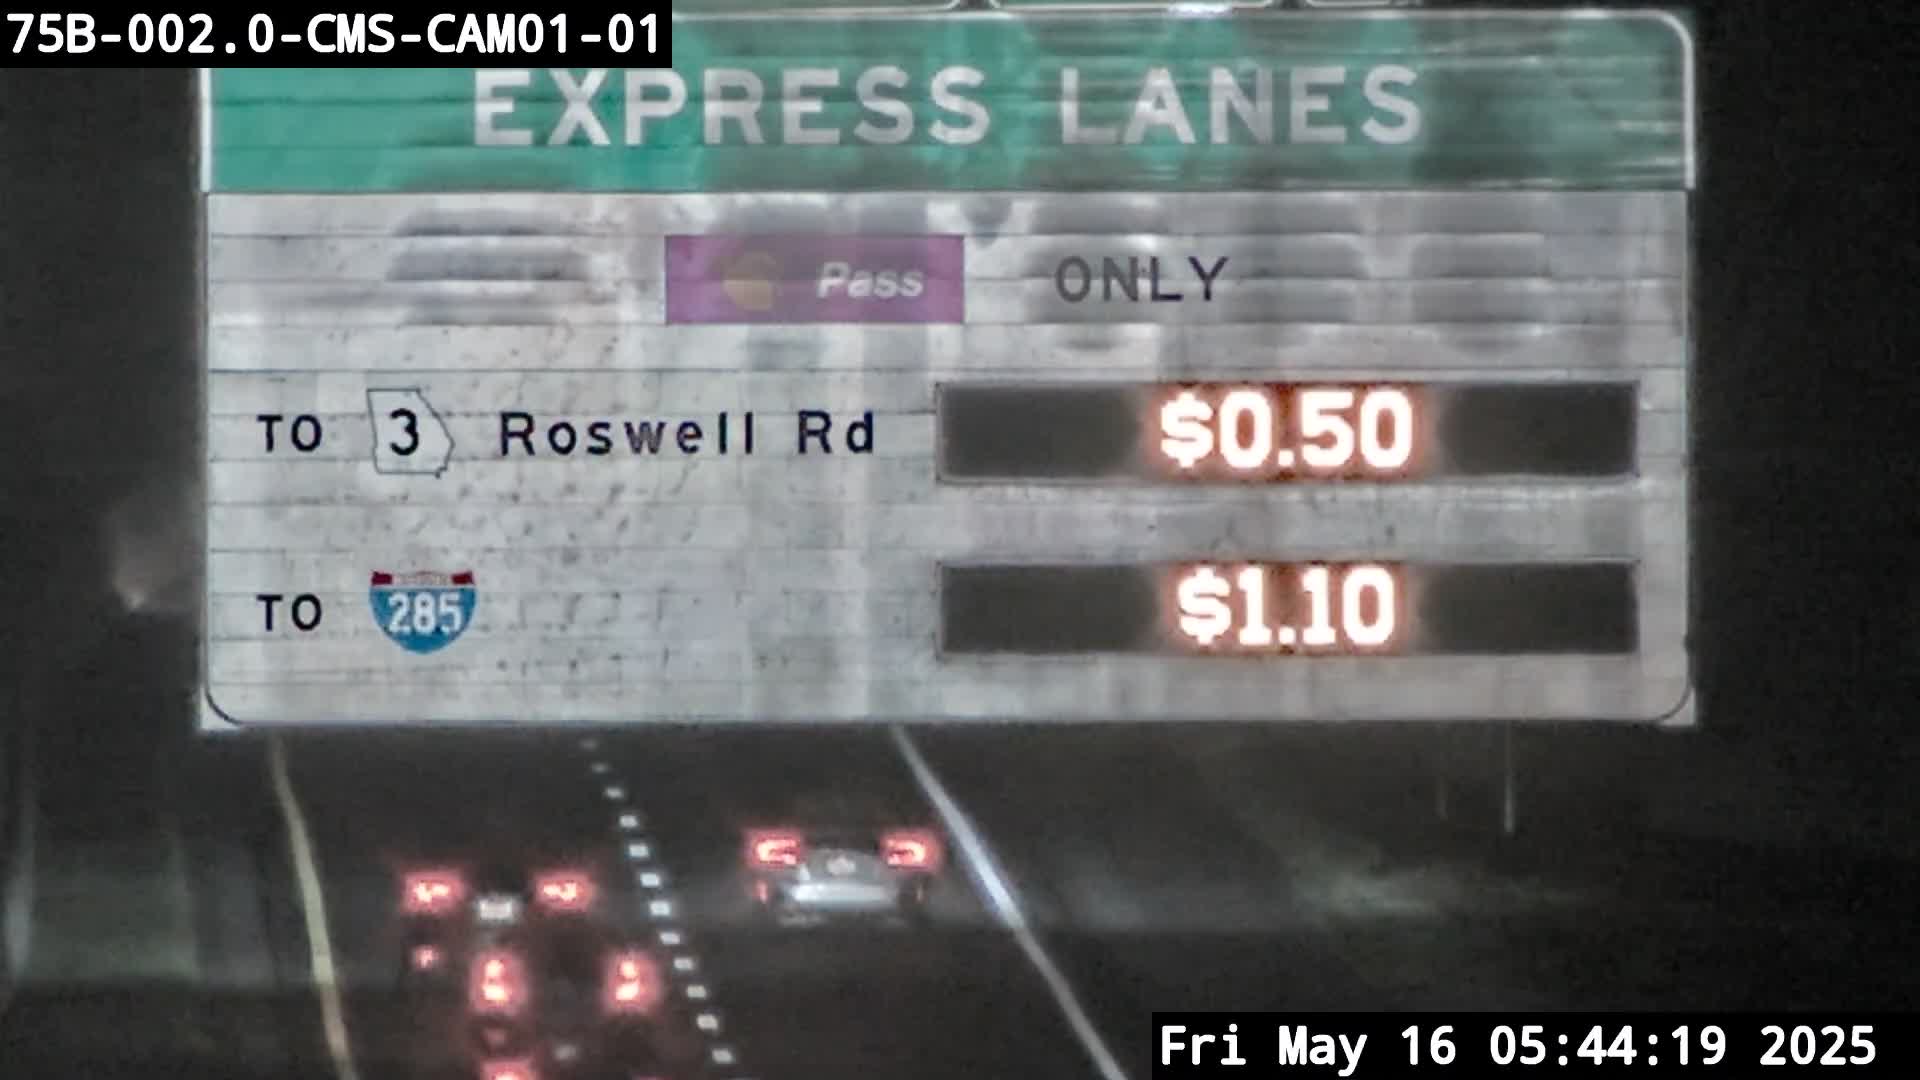 75B-002.0-CMS-CAM01-01
EXPRESS LANES
Pass ONLY
TO 3 Roswell Rd $0.50
TO 285 $1.10
Fri May 16 05:44:19 2025